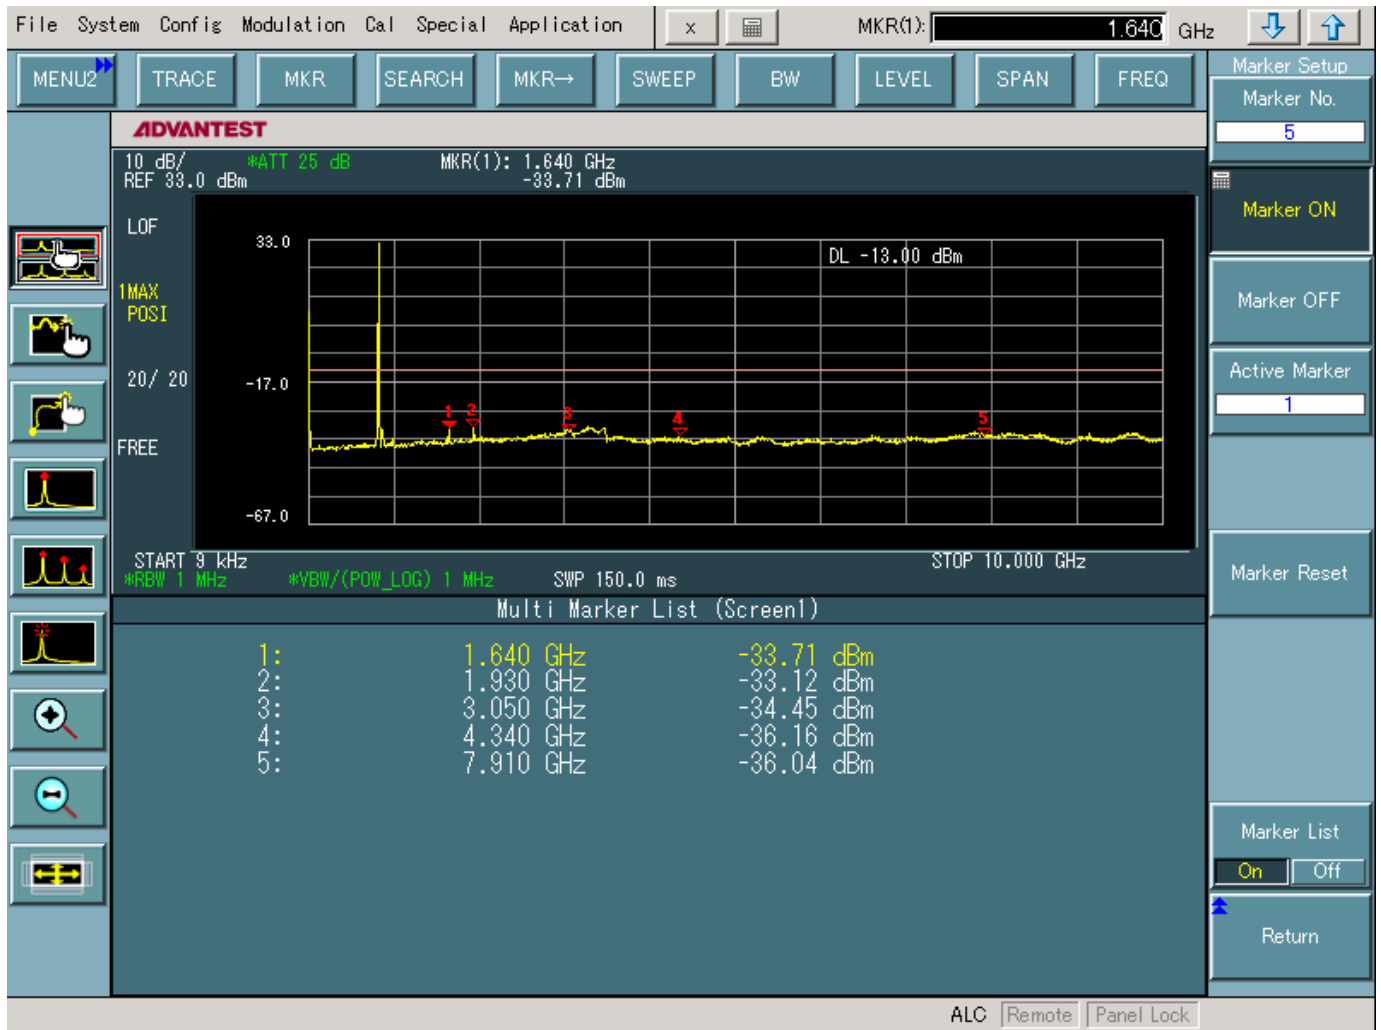 File System Config Modulation Cal Special Application x MKR(1): 1.640 GHz
MENU2 TRACE MKR SEARCH MKR→ SWEEP BW LEVEL SPAN FREQ
Marker Setup
Marker No.
5
Marker ON
Marker OFF
Active Marker
1
Marker Reset
Marker List
On Off
Return
ADVANTEST
10 dB/ *ATT 25 dB MKR(1): 1.640 GHz
REF 33.0 dBm -33.71 dBm
LOF
33.0
DL -13.00 dBm
1MAX
POSI
20/ 20
-17.0
1 2 3 4 5
FREE
-67.0
START 9 kHz STOP 10.000 GHz
*RBW 1 MHz *VBW/(POW_LOG) 1 MHz SWP 150.0 ms
Multi Marker List (Screen1)
1: 1.640 GHz -33.71 dBm
2: 1.930 GHz -33.12 dBm
3: 3.050 GHz -34.45 dBm
4: 4.340 GHz -36.16 dBm
5: 7.910 GHz -36.04 dBm
ALC Remote Panel Lock